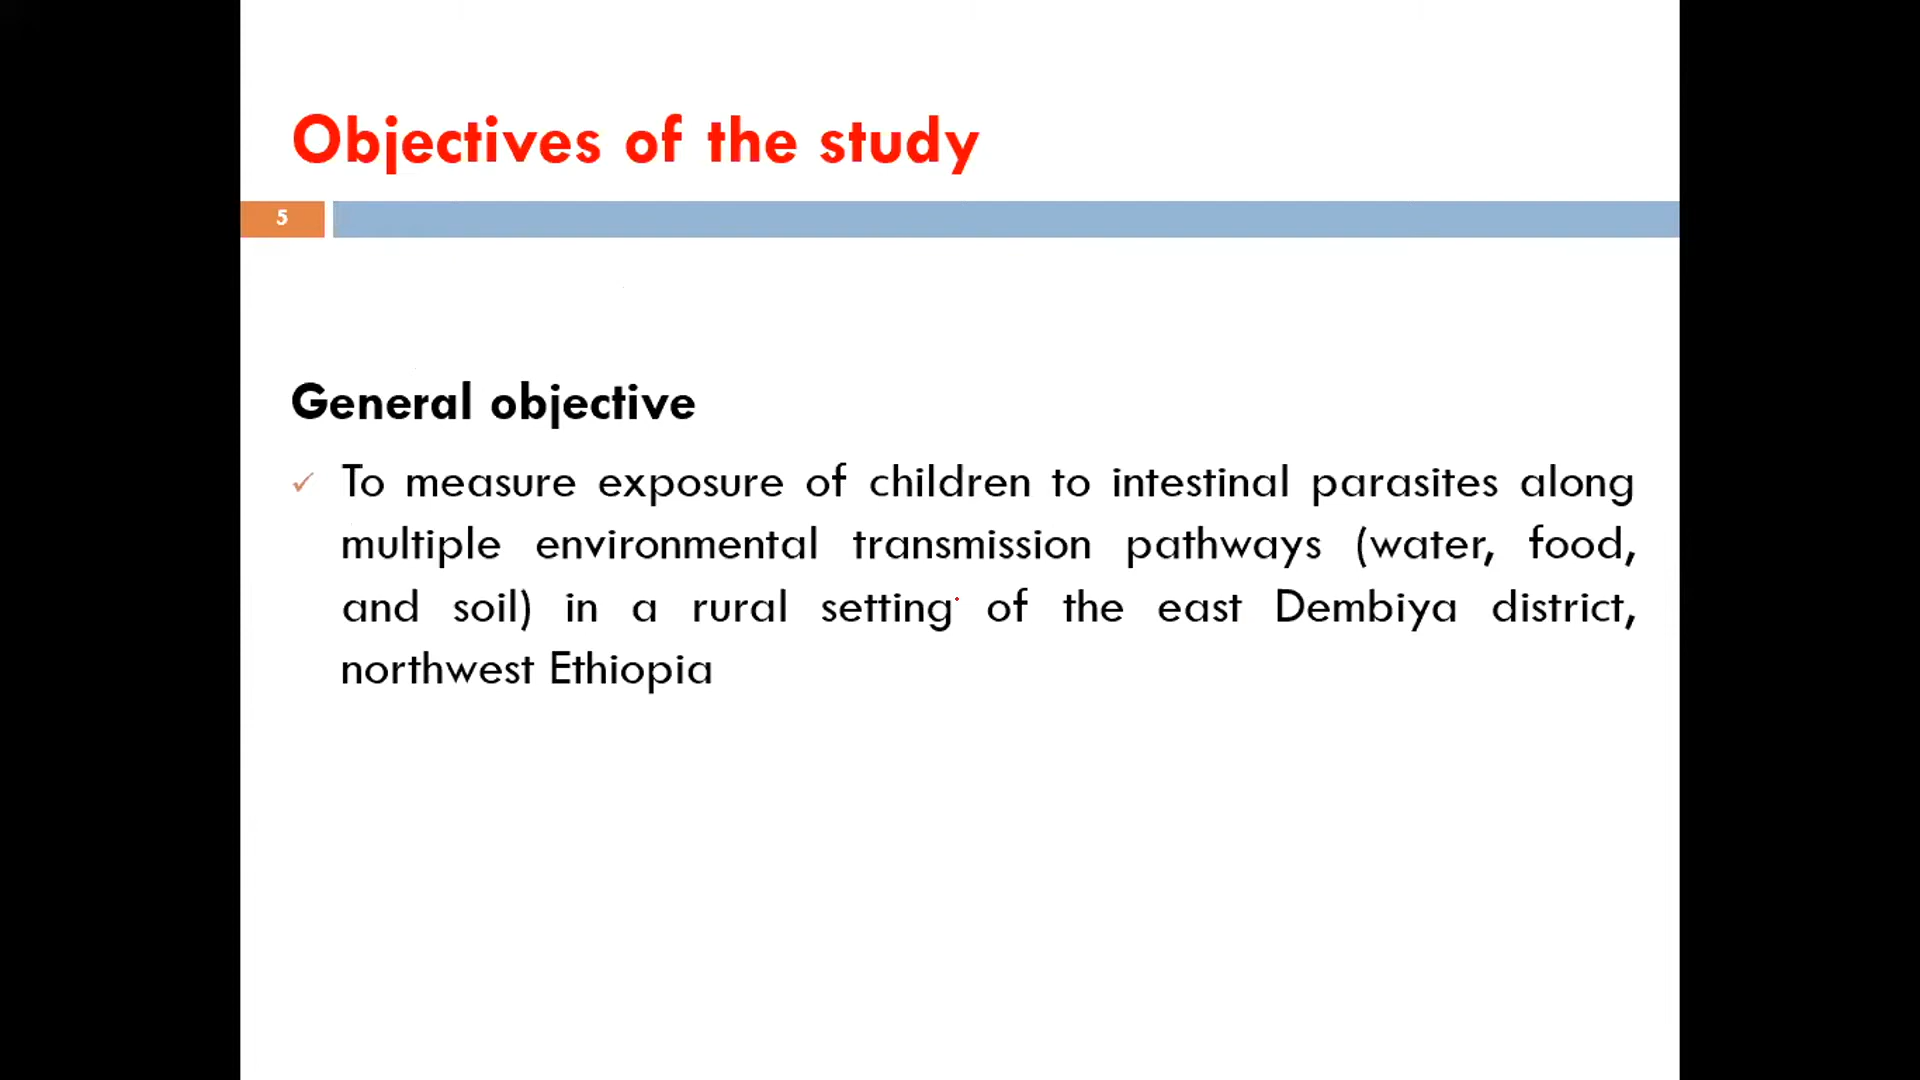 Objectives of the study
5
General objective
✓ To measure exposure of children to intestinal parasites along
multiple environmental transmission pathways (water, food,
and soil) in a rural setting of the east Dembiya district,
northwest Ethiopia